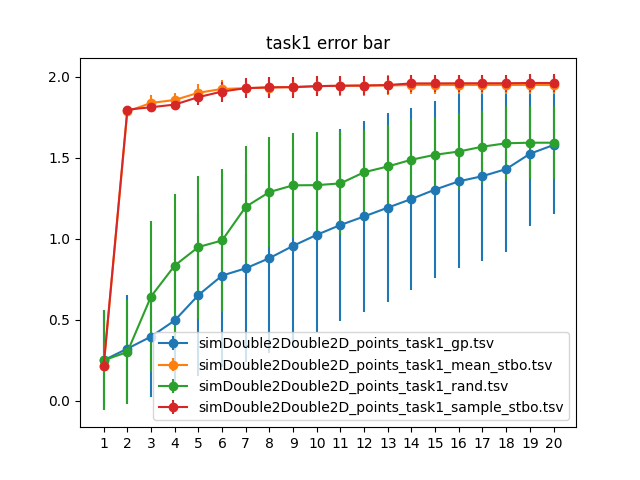 task1 error bar
2.0
1.5
1.0
0.5
0.0
simDouble2Double2D_points_task1_gp.tsv
simDouble2Double2D_points_task1_mean_stbo.tsv
simDouble2Double2D_points_task1_rand.tsv
simDouble2Double2D_points_task1_sample_stbo.tsv
1 2 3 4 5 6 7 8 9 10 11 12 13 14 15 16 17 18 19 20